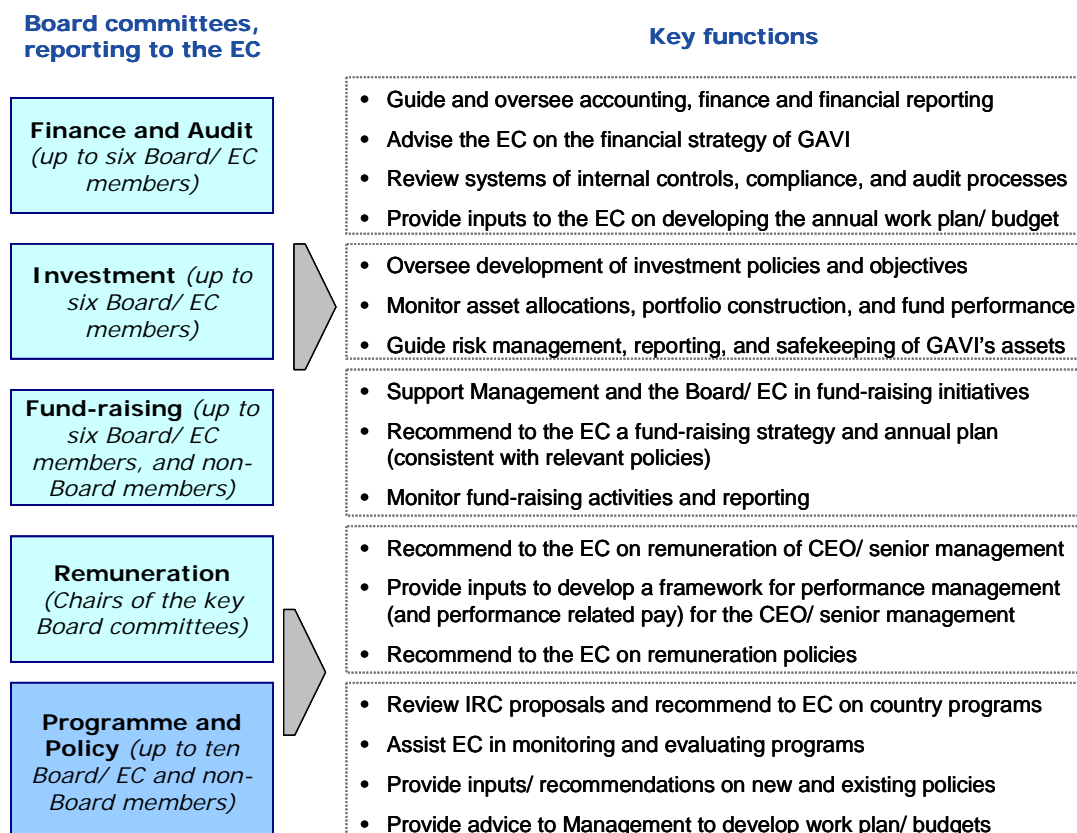 Board committees,
reporting to the EC
Key functions
Finance and Audit
(up to six Board/ EC
members)
• Guide and oversee accounting, finance and financial reporting
• Advise the EC on the financial strategy of GAVI
• Review systems of internal controls, compliance, and audit processes
• Provide inputs to the EC on developing the annual work plan/ budget
Investment (up to
six Board/ EC
members)
• Oversee development of investment policies and objectives
• Monitor asset allocations, portfolio construction, and fund performance
• Guide risk management, reporting, and safekeeping of GAVI's assets
Fund-raising (up to
six Board/ EC
members, and non-
Board members)
• Support Management and the Board/ EC in fund-raising initiatives
• Recommend to the EC a fund-raising strategy and annual plan
(consistent with relevant policies)
• Monitor fund-raising activities and reporting
Remuneration
(Chairs of the key
Board committees)
• Recommend to the EC on remuneration of CEO/ senior management
• Provide inputs to develop a framework for performance management
(and performance related pay) for the CEO/ senior management
• Recommend to the EC on remuneration policies
Programme and
Policy (up to ten
Board/ EC and non-
Board members)
• Review IRC proposals and recommend to EC on country programs
• Assist EC in monitoring and evaluating programs
• Provide inputs/ recommendations on new and existing policies
• Provide advice to Management to develop work plan/ budgets